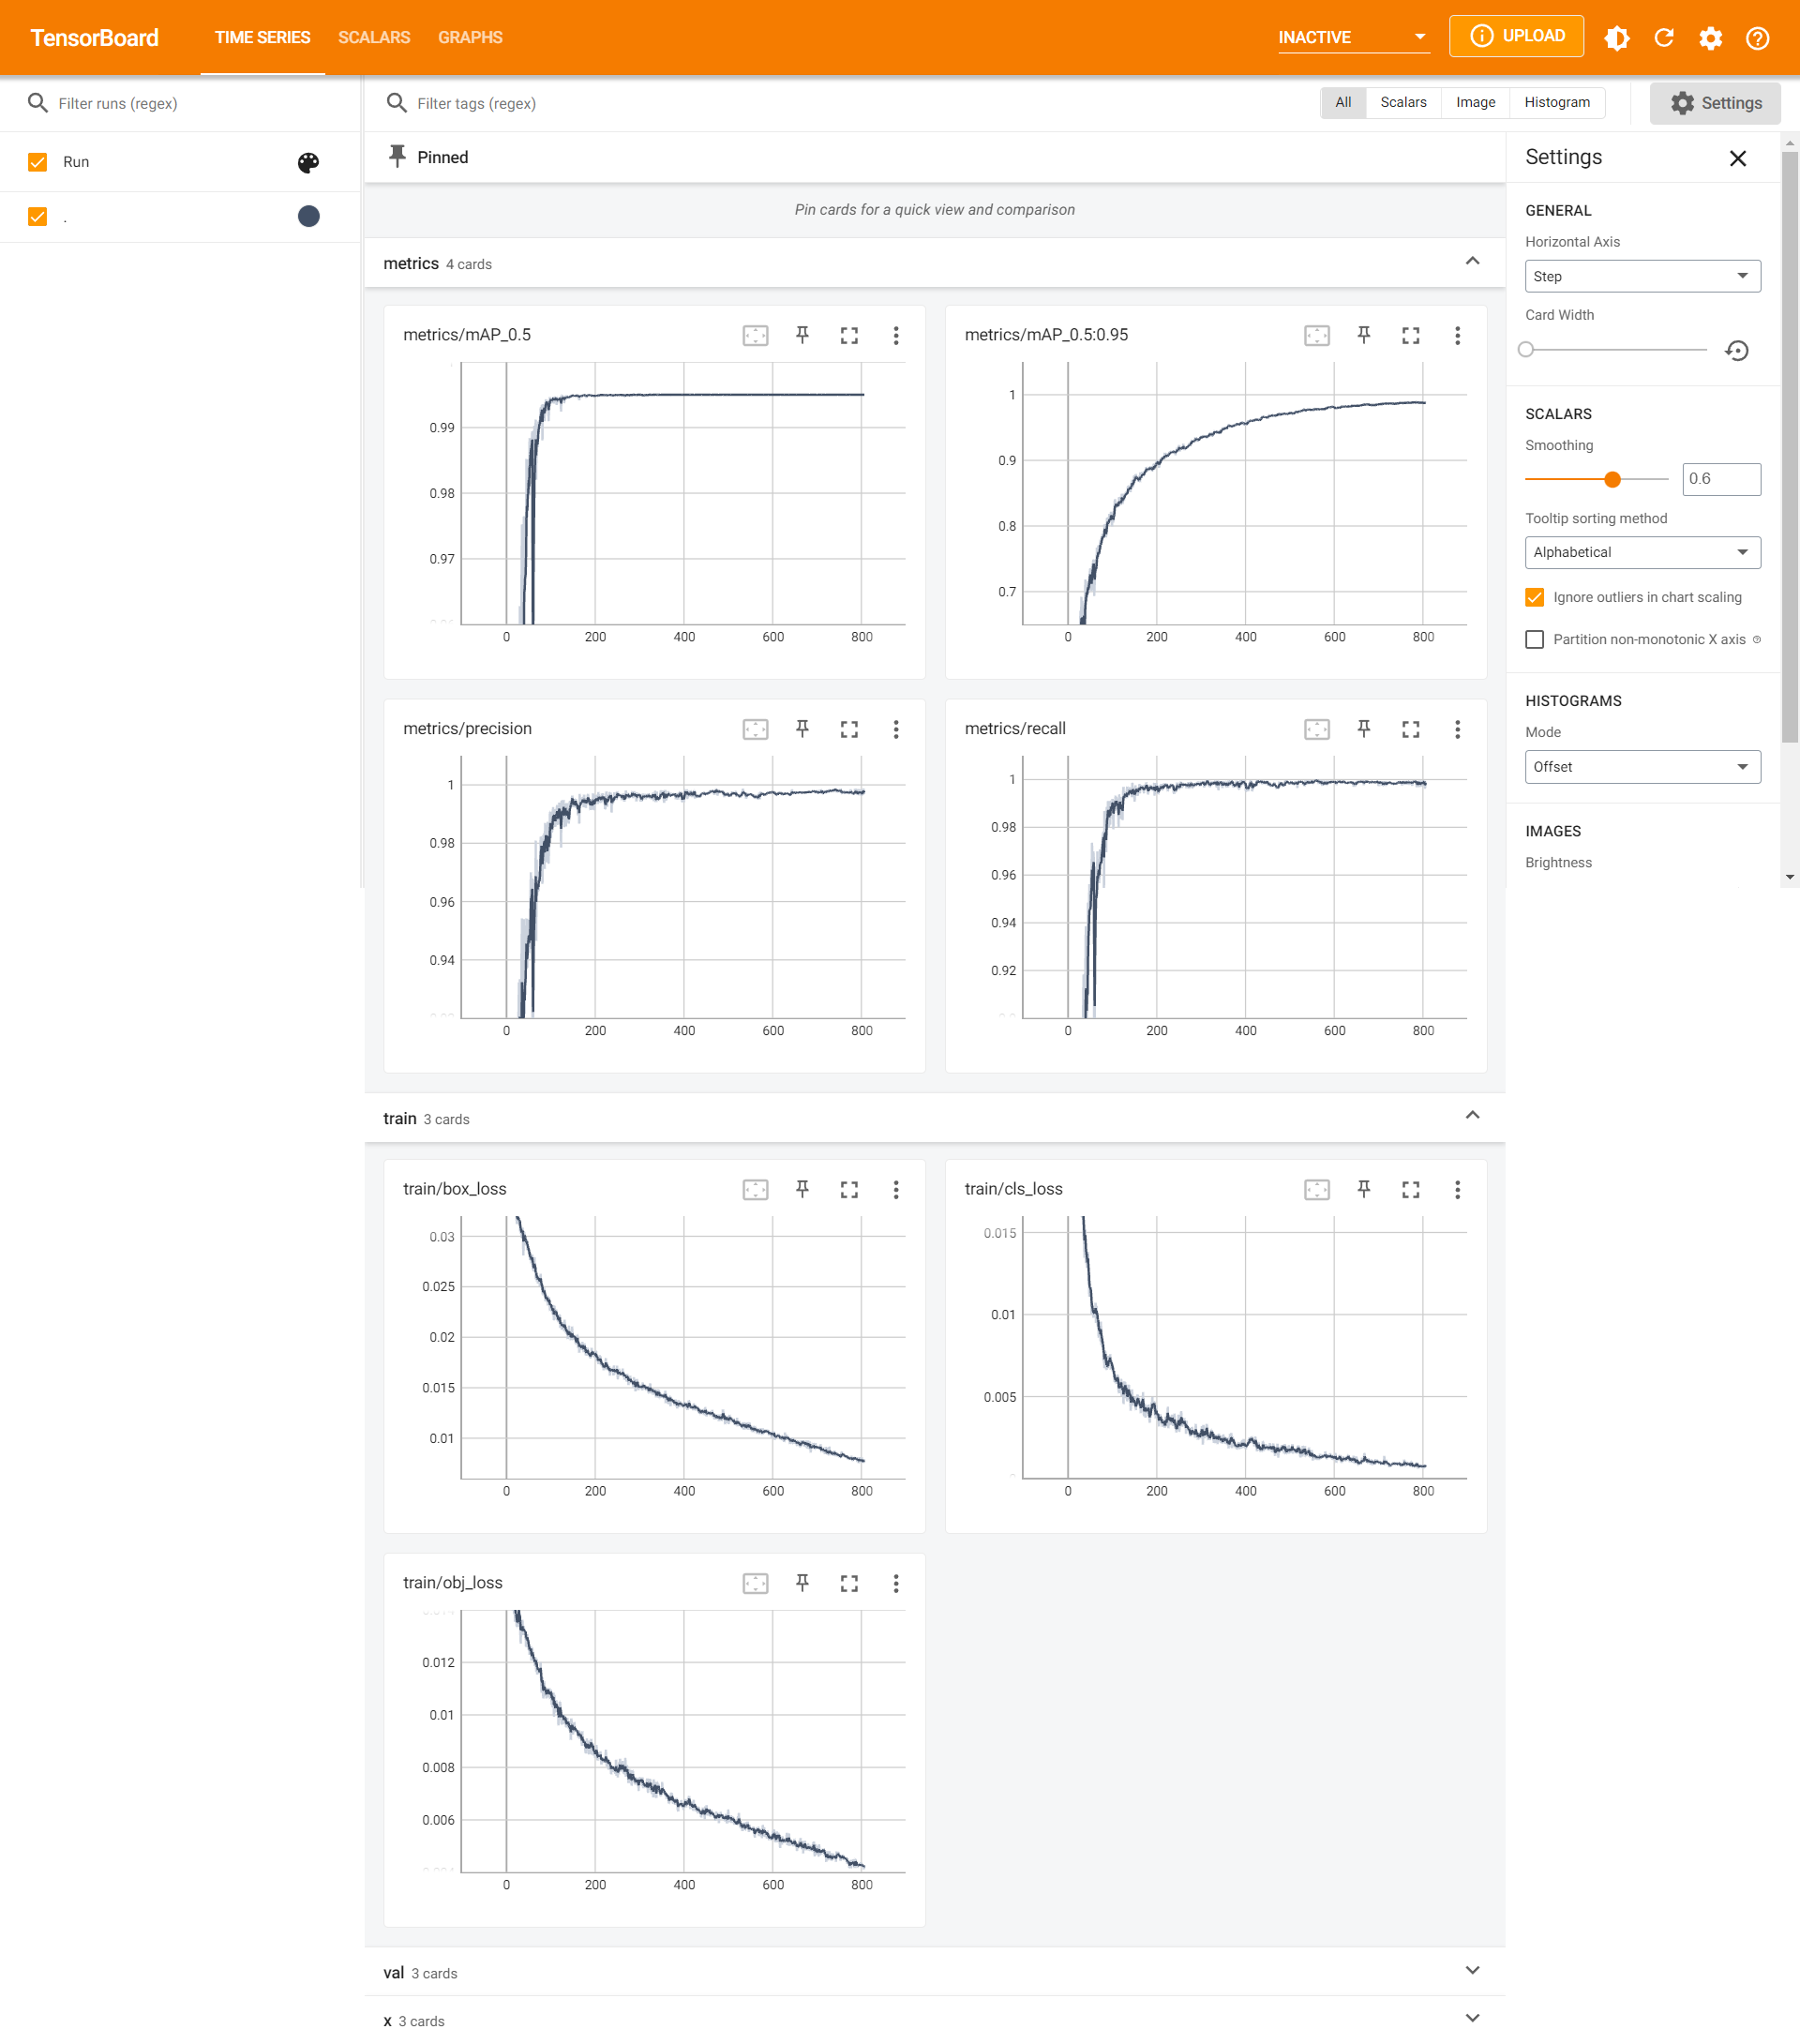 TensorBoard TIME SERIES SCALARS GRAPHS INACTIVE UPLOAD
Filter runs (regex)
Filter tags (regex)
All Scalars Image Histogram
Settings
Run
.
Pinned
Pin cards for a quick view and comparison
metrics 4 cards
metrics/mAP_0.5
0.99
0.98
0.97
0 200 400 600 800
metrics/mAP_0.5:0.95
1
0.9
0.8
0.7
0 200 400 600 800
metrics/precision
1
0.98
0.96
0.94
0 200 400 600 800
metrics/recall
1
0.98
0.96
0.94
0.92
0 200 400 600 800
train 3 cards
train/box_loss
0.03
0.025
0.02
0.015
0.01
0 200 400 600 800
train/cls_loss
0.015
0.01
0.005
0 200 400 600 800
train/obj_loss
0.012
0.01
0.008
0.006
0 200 400 600 800
val 3 cards
x 3 cards
Settings
GENERAL
Horizontal Axis
Step
Card Width
SCALARS
Smoothing
0.6
Tooltip sorting method
Alphabetical
Ignore outliers in chart scaling
Partition non-monotonic X axis
HISTOGRAMS
Mode
Offset
IMAGES
Brightness